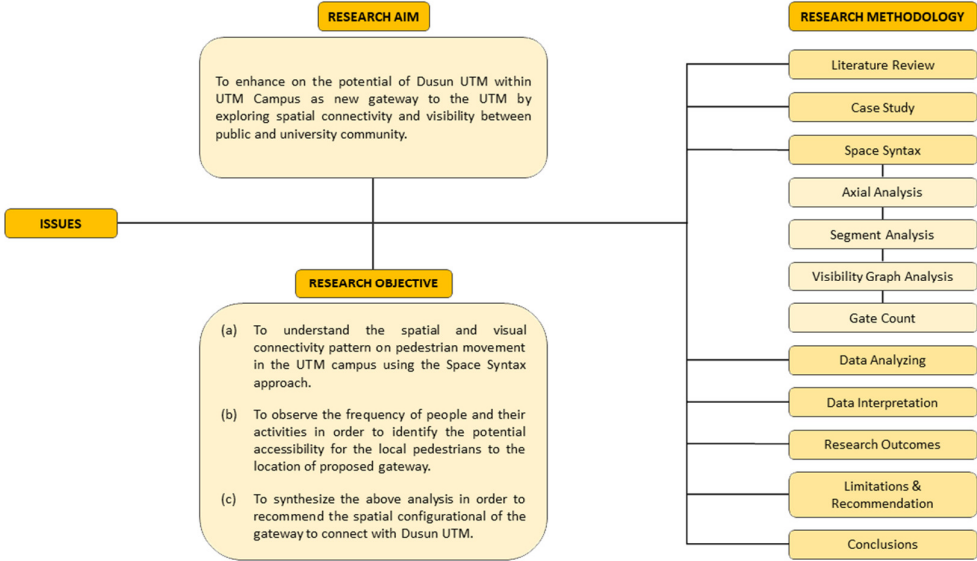 RESEARCH AIM
To enhance on the potential of Dusun UTM within
UTM Campus as new gateway to the UTM by
exploring spatial connectivity and visibility between
public and university community.
ISSUES
RESEARCH OBJECTIVE
(a) To understand the spatial and visual
connectivity pattern on pedestrian movement
in the UTM campus using the Space Syntax
approach.
(b) To observe the frequency of people and their
activities in order to identify the potential
accessibility for the local pedestrians to the
location of proposed gateway.
(c) To synthesize the above analysis in order to
recommend the spatial configurational of the
gateway to connect with Dusun UTM.
RESEARCH METHODOLOGY
Literature Review
Case Study
Space Syntax
Axial Analysis
Segment Analysis
Visibility Graph Analysis
Gate Count
Data Analyzing
Data Interpretation
Research Outcomes
Limitations &
Recommendation
Conclusions